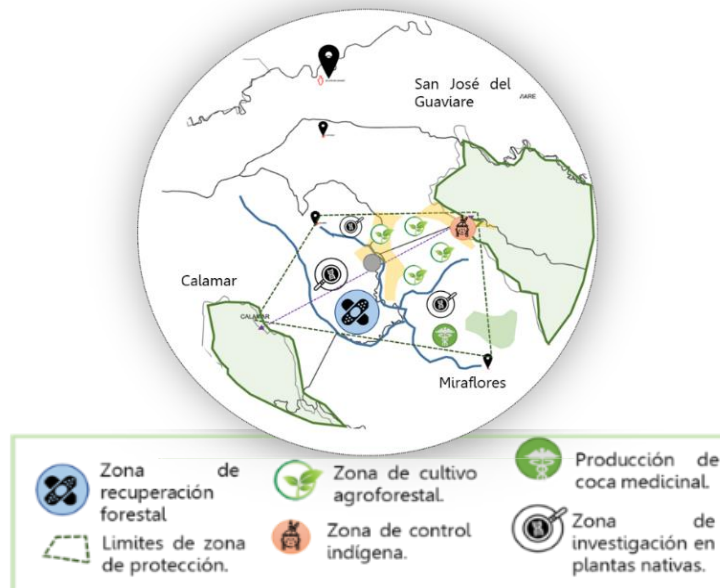 San José del
Guaviare
Calamar
CALAMAR
Miraflores
Zona de
recuperación
forestal
Limites de zona
de protección.
Zona de cultivo
agroforestal.
Zona de control
indígena.
Producción de
coca medicinal.
Zona de
investigación en
plantas nativas.